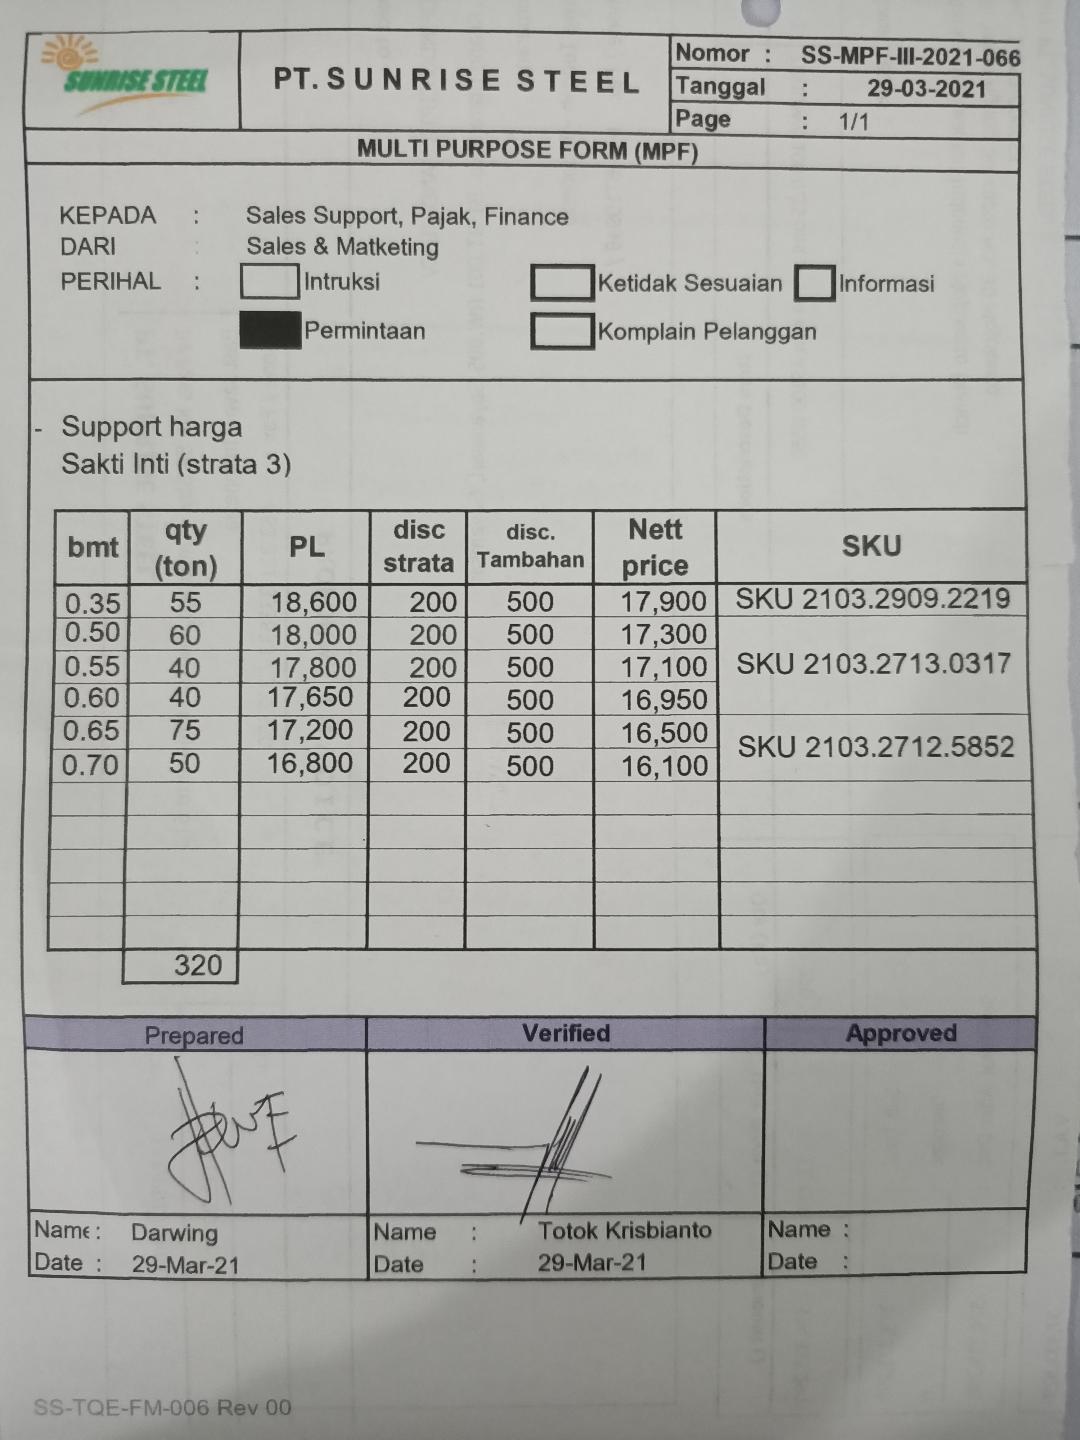 SUNRISE STEEL
PT. SUNRISE STEEL
Nomor : SS-MPF-III-2021-066
Tanggal : 29-03-2021
Page : 1/1
MULTI PURPOSE FORM (MPF)
KEPADA : Sales Support, Pajak, Finance
DARI : Sales & Matketing
PERIHAL : Intruksi Ketidak Sesuaian Informasi
Permintaan Komplain Pelanggan
- Support harga
Sakti Inti (strata 3)
bmt qty (ton) PL disc strata disc. Tambahan Nett price SKU
0.35 55 18,600 200 500 17,900 SKU 2103.2909.2219
0.50 60 18,000 200 500 17,300
0.55 40 17,800 200 500 17,100 SKU 2103.2713.0317
0.60 40 17,650 200 500 16,950
0.65 75 17,200 200 500 16,500 SKU 2103.2712.5852
0.70 50 16,800 200 500 16,100
320
Prepared Verified Approved
Name : Darwing Name : Totok Krisbianto Name :
Date : 29-Mar-21 Date : 29-Mar-21 Date :
SS-TQE-FM-006 Rev 00